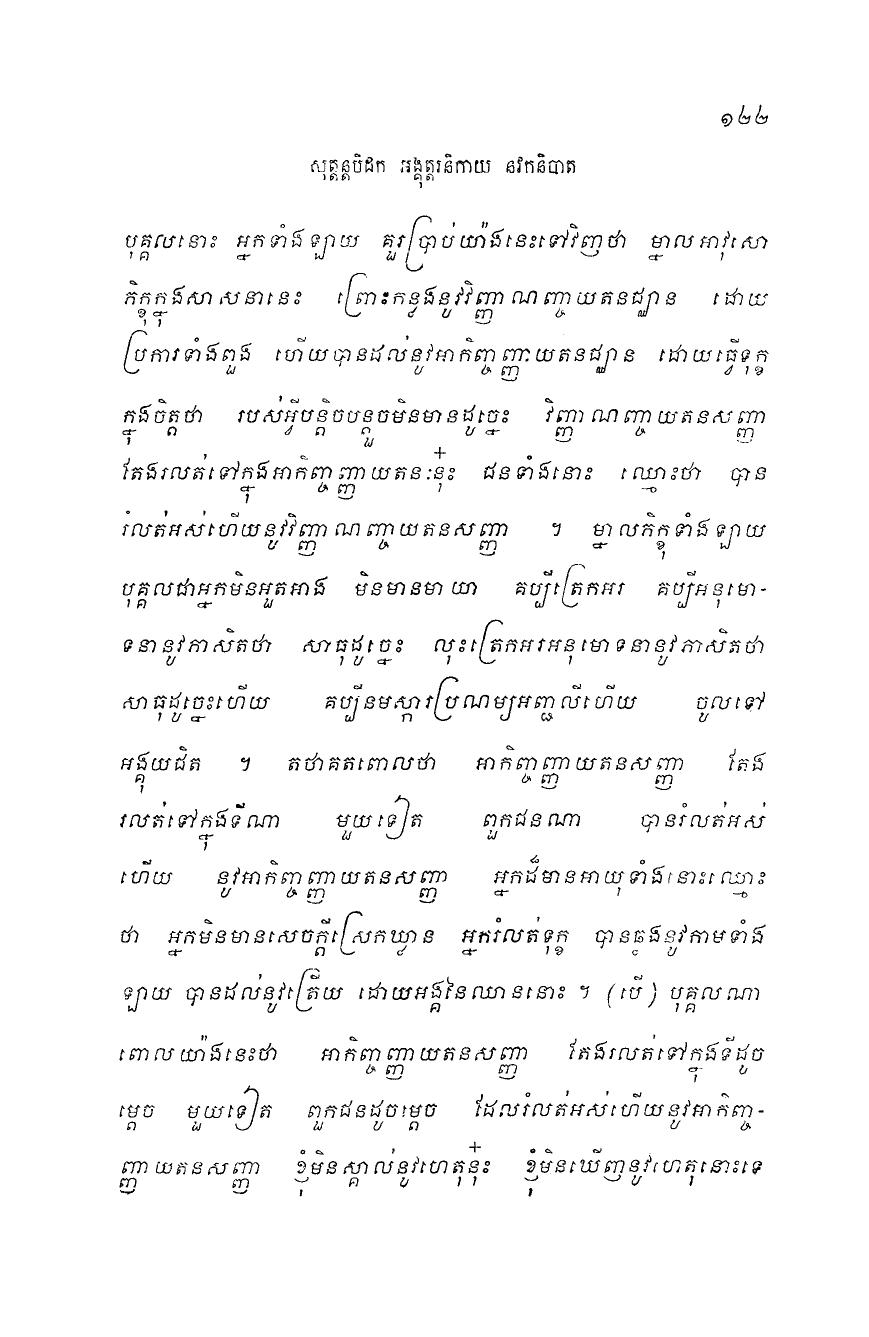 ១២២
សុត្តន្តបិដក អង្គុត្តរនិកាយ នវកនិបាត
បុគ្គលនោះ អ្នកទាំងឡាយ គួរប្រាប់យ៉ាងនេះទៅវិញថា ម្នាលអាវុសោ
ភិក្ខុក្នុងសាសនានេះ ព្រោះកន្លងនូវវិញ្ញាណញ្ចាយតនជ្ឈាន ដោយ
ប្រការទាំងពួង ហើយបានដល់នូវអាកិញ្ចញ្ញាយតនជ្ឈាន ដោយធ្វើទុក្ខ
ក្នុងចិត្តថា របស់អ្វីបន្តិចបន្តួចមិនមានដូច្នេះ វិញ្ញាណញ្ចាយតនសញ្ញា
តែងរលត់ទៅក្នុងអាកិញ្ចញ្ញាយតនៈនុ៎ះ ជនទាំងនោះ ឈ្មោះថា បាន
រំលត់អស់ហើយនូវវិញ្ញាណញ្ចាយតនសញ្ញា ។ ម្នាលភិក្ខុទាំងឡាយ
បុគ្គលជាអ្នកមិនអួតអាង មិនមានមាយា គប្បីត្រេកអរ គប្បីអនុមោ-
ទនានូវភាសិតថា សាធុដូច្នេះ លុះត្រេកអរអនុមោទនានូវភាសិតថា
សាធុដូច្នេះហើយ គប្បីនមស្ការប្រណម្យអញ្ជលីហើយ ចូលទៅ
អង្គុយជិត ។ តថាគតពោលថា អាកិញ្ចញ្ញាយតនសញ្ញា តែង
រលត់ទៅក្នុងទីណា មួយទៀត ពួកជនណា បានរំលត់អស់
ហើយ នូវអាកិញ្ចញ្ញាយតនសញ្ញា អ្នកដ៏មានអាយុទាំងនោះឈ្មោះ
ថា អ្នកមិនមានសេចក្តីស្រេកឃ្លាន អ្នករំលត់ទុក្ខ បានឆ្លងនូវកាមទាំង
ឡាយ បានដល់នូវត្រើយ ដោយអង្គនៃឈាននោះ ។ (បើ) បុគ្គលណា
ពោលយ៉ាងនេះថា អាកិញ្ចញ្ញាយតនសញ្ញា តែងរលត់ទៅក្នុងទីដូច
ម្តេច មួយទៀត ពួកជនដូចម្តេច ដែលរំលត់អស់ហើយនូវអាកិញ្ច-
ញ្ញាយតនសញ្ញា ខ្ញុំមិនស្គាល់នូវហេតុនុ៎ះ ខ្ញុំមិនឃើញនូវហេតុនោះទេ